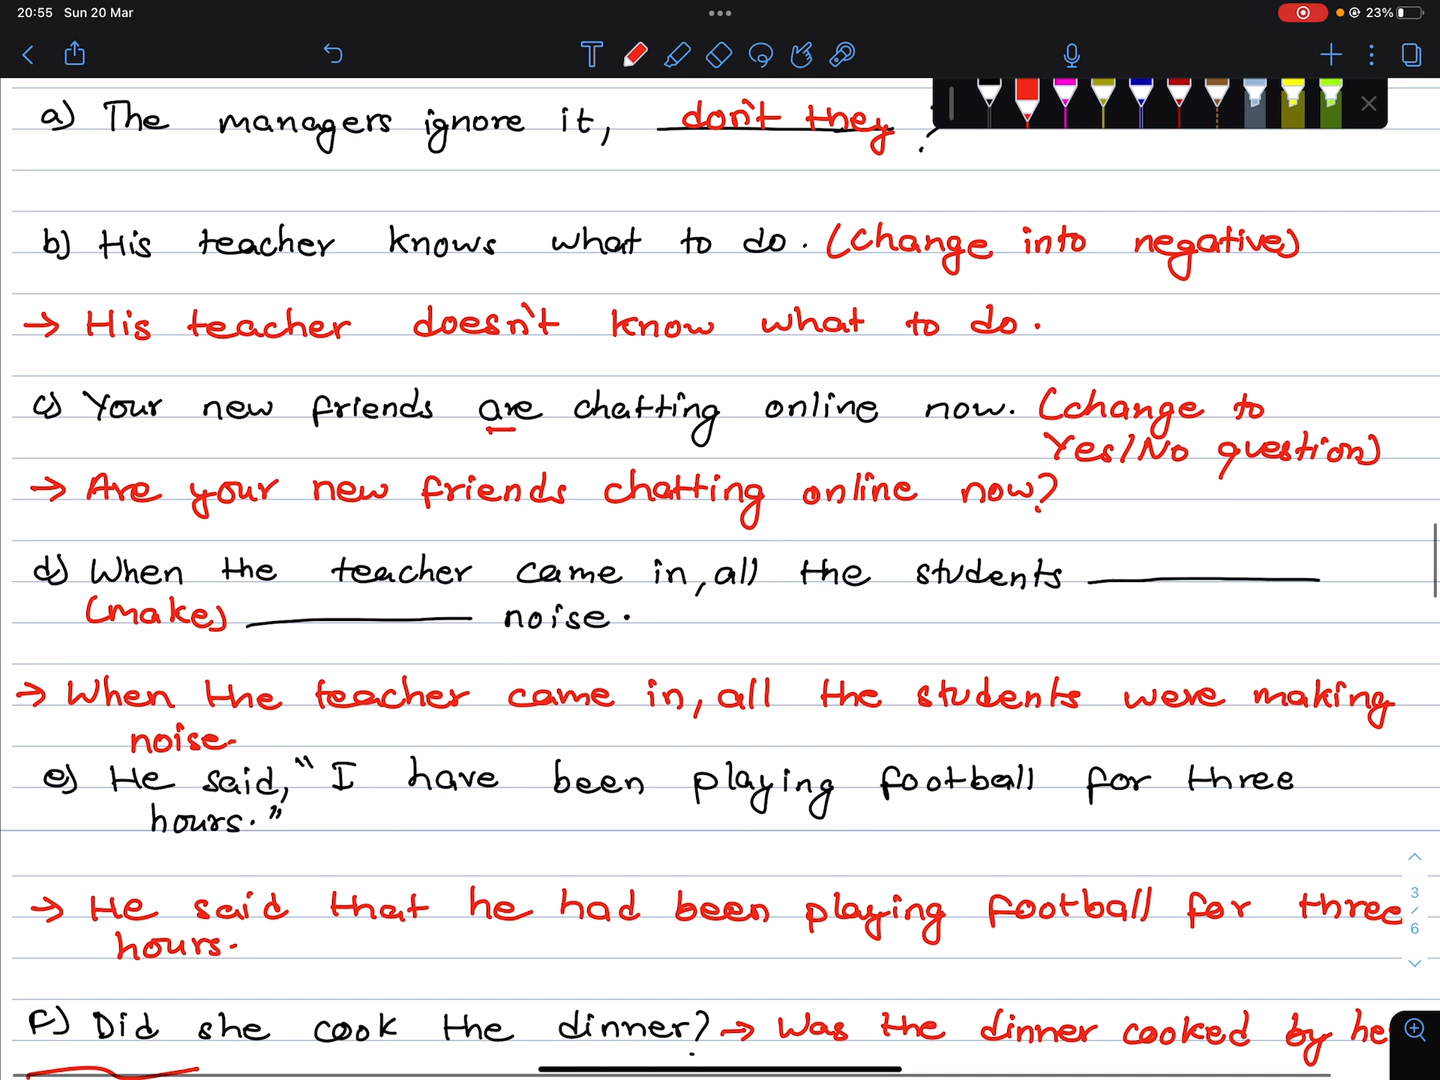 20:55 Sun 20 Mar
23%
a) The managers ignore it, don't they ?
b) His teacher knows what to do. (change into negative)
→ His teacher doesn't know what to do.
c) Your new friends are chatting online now. (change to
Yes/No question)
→ Are your new friends chatting online now?
d) When the teacher came in, all the students __________
(make) __________ noise.
→ When the teacher came in, all the students were making
noise.
e) He said, "I have been playing football for three
hours."
→ He said that he had been playing football for three
hours.
3
/
6
F) Did she cook the dinner? → Was the dinner cooked by he